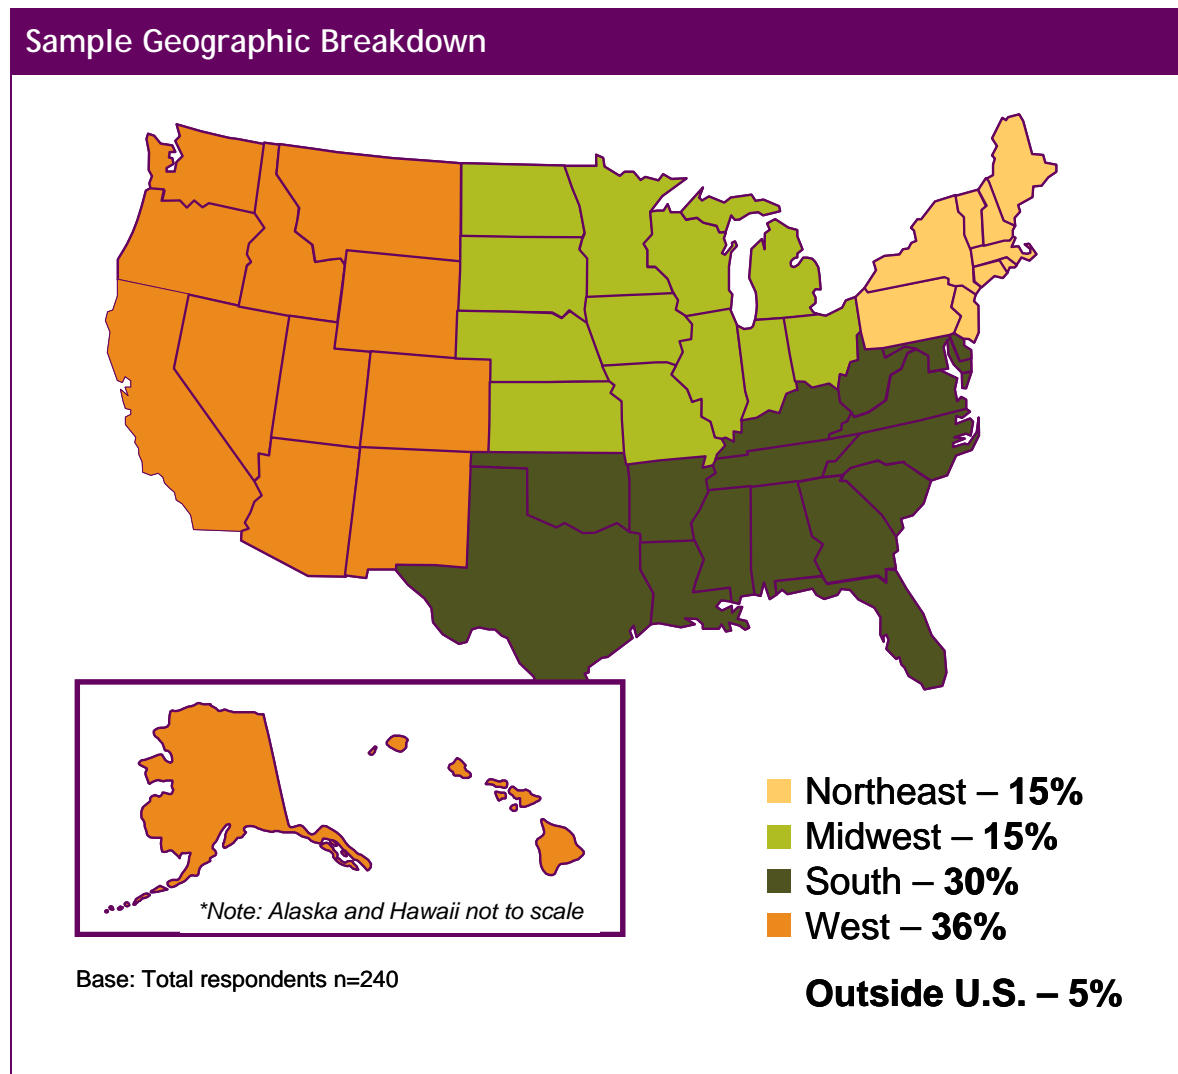 Sample Geographic Breakdown
Northeast – 15%
Midwest – 15%
South – 30%
West – 36%
*Note: Alaska and Hawaii not to scale
Base: Total respondents n=240
Outside U.S. – 5%